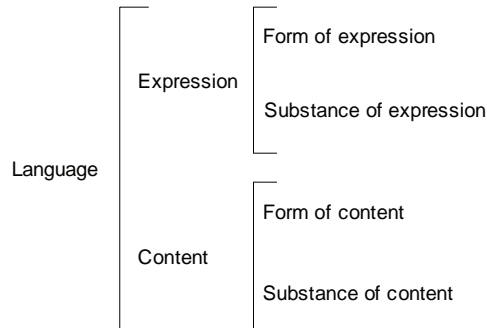 Form of expression
Expression
Substance of expression
Language
Form of content
Content
Substance of content